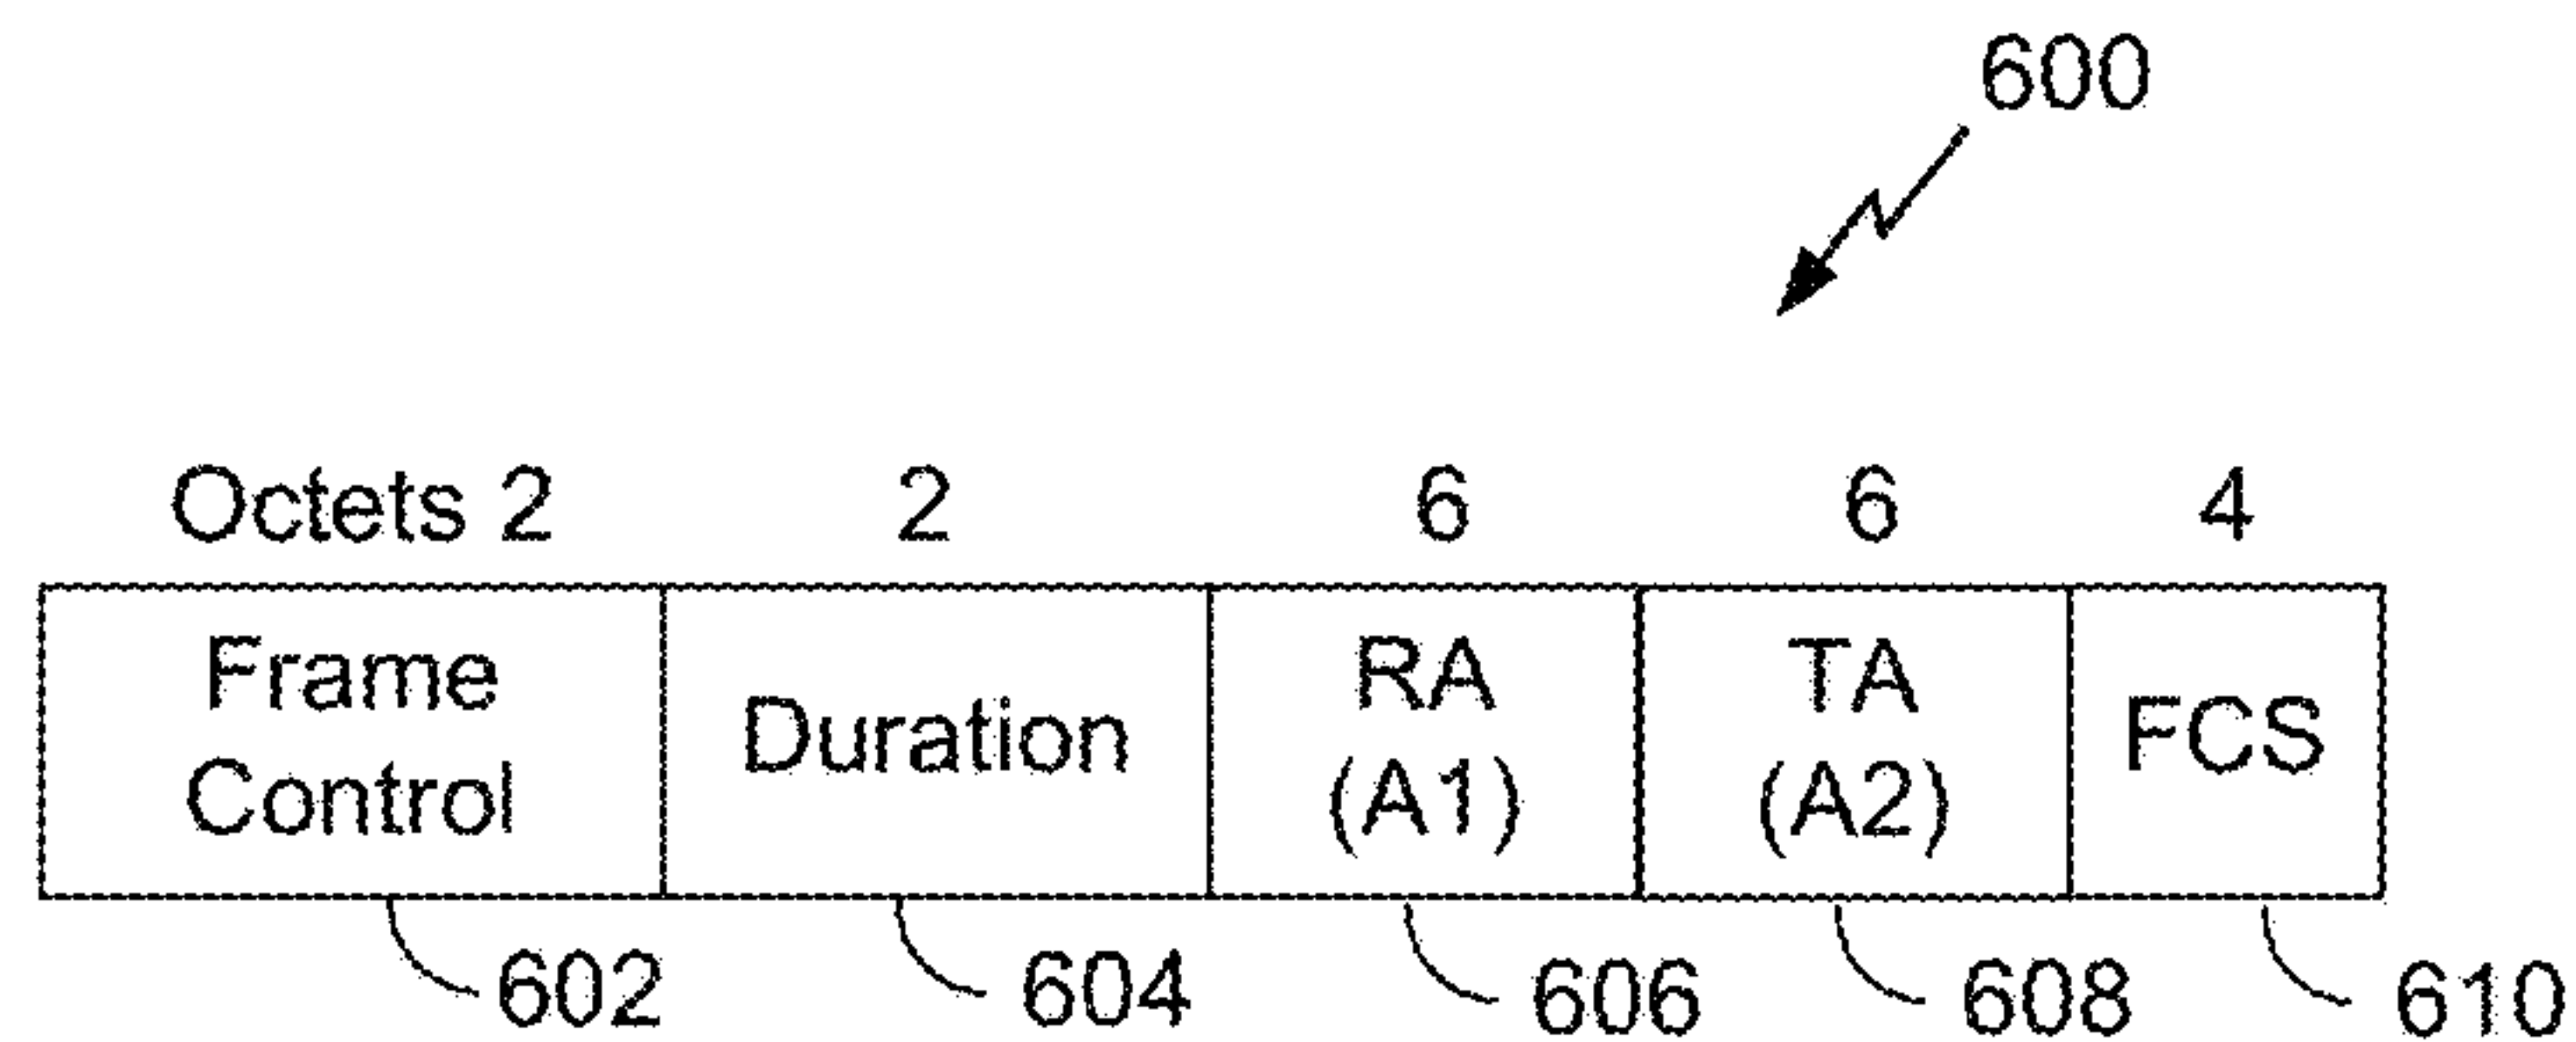 600
Octets 2 2 6 6 4
Frame Control Duration RA (A1) TA (A2) FCS
602 604 606 608 610